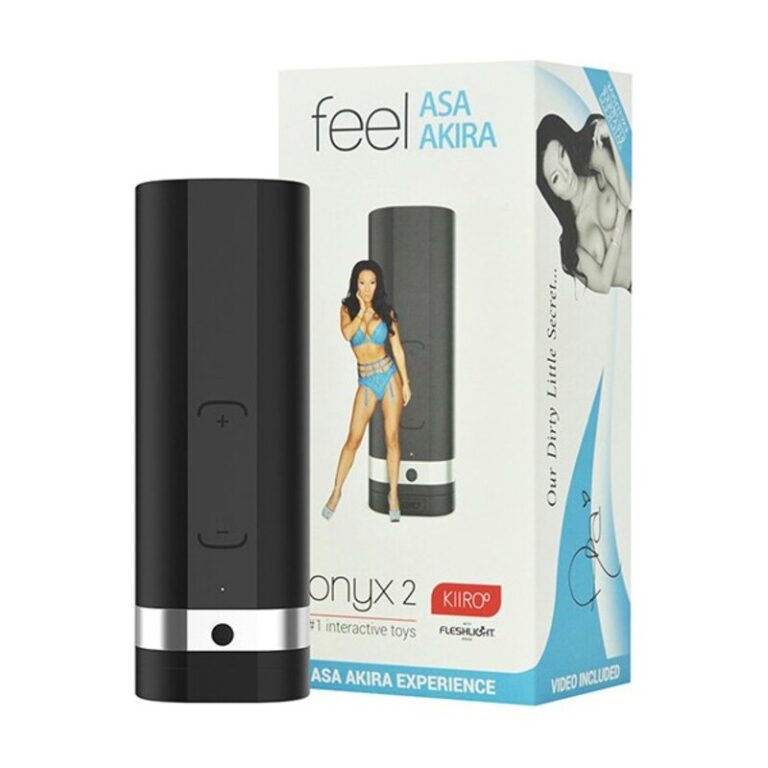 feel ASA
AKIRA
onyx 2
#1 interactive toys
KIIROO
WITH
FLESHLIGHT
ASA AKIRA EXPERIENCE
Our Dirty Little Secret...
VIDEO INCLUDED
+
−